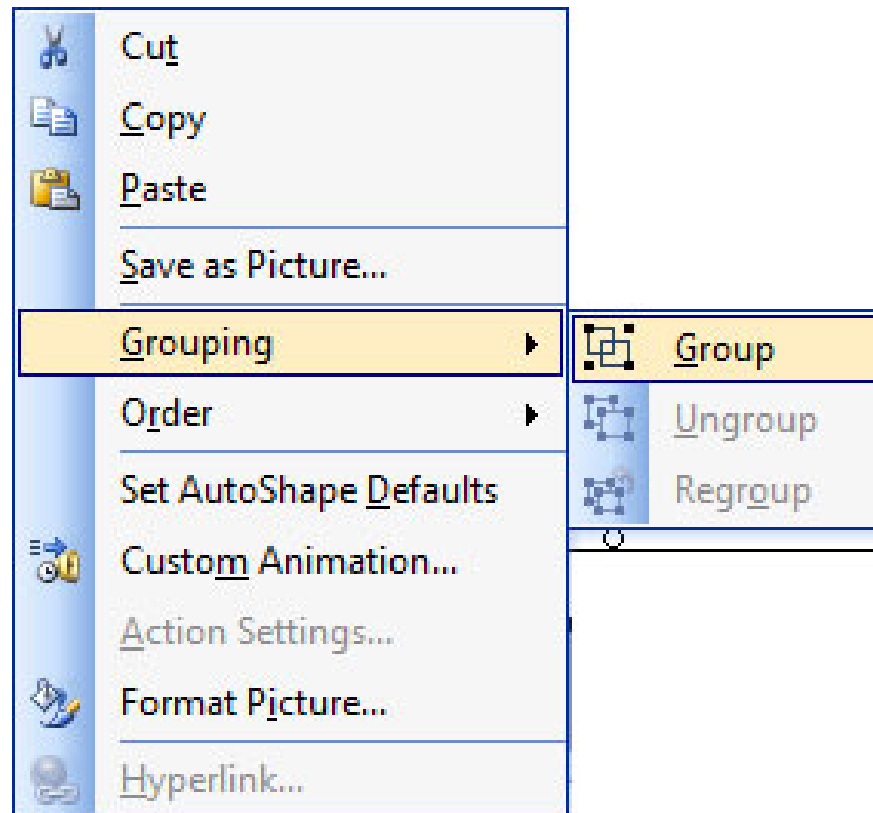 Cut
Copy
Paste
Save as Picture...
Grouping
Group
Order
Ungroup
Set AutoShape Defaults
Regroup
Custom Animation...
Action Settings...
Format Picture...
Hyperlink...